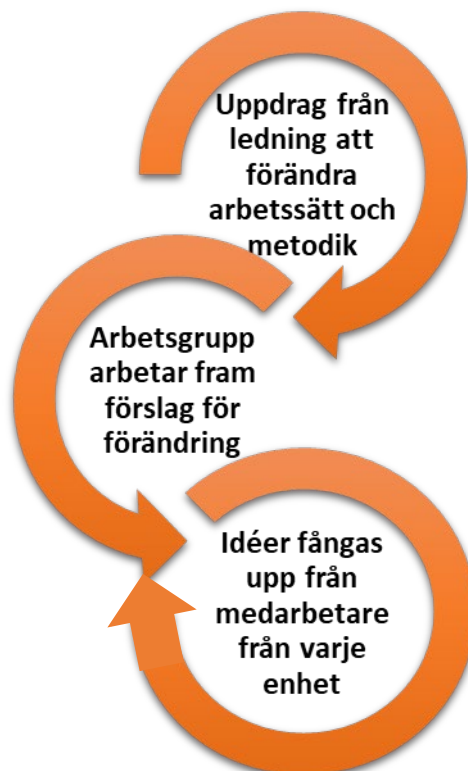 Uppdrag från
ledning att
förändra
arbetssätt och
metodik
Arbetsgrupp
arbetar fram
förslag för
förändring
Idéer fångas
upp från
medarbetare
från varje
enhet